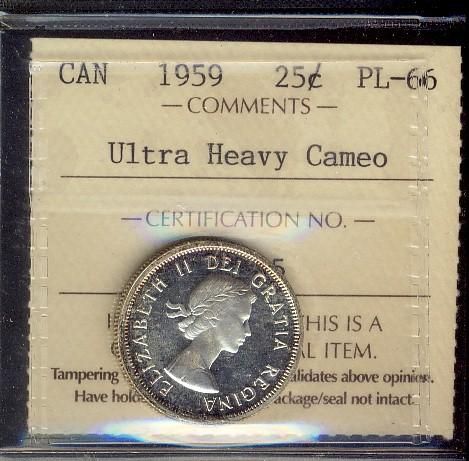 CAN 1959 25¢ PL-66
— COMMENTS —
Ultra Heavy Cameo
— CERTIFICATION NO. —
5
HIS IS A
AL ITEM.
Tampering alidates above opinion.
Have hold ackage/seal not intact.
ELIZABETH II DEI GRATIA REGINA